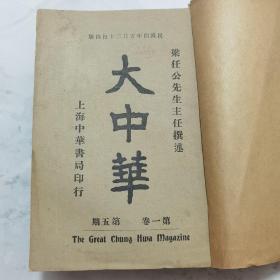 民國四年五月二十日出版
梁任公先生主任撰述
大中華
上海中華書局印行
第一卷 第五期
The Great Chung Hwa Magazine